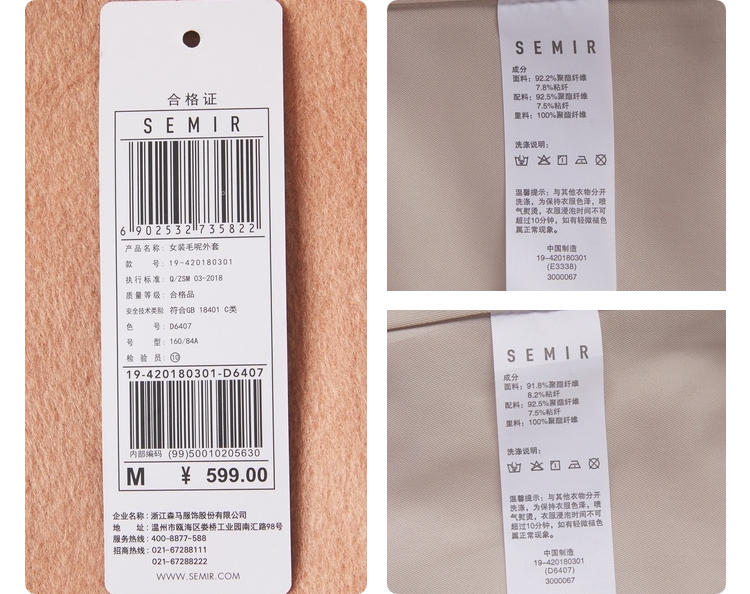 合格证
SEMIR
6 902532 735822
产品名称: 女装毛呢外套
款 号: 19-420180301
执行标准: Q/ZSM 03-2018
质量等级: 合格品
安全技术类别: 符合GB 18401 C类
色 号: D6407
号 型: 160/84A
检 验 员: ⑩
19-420180301-D6407
内部编码 (99)50010205630
M ¥ 599.00
企业名称: 浙江森马服饰股份有限公司
地 址: 温州市瓯海区娄桥工业园南汇路98号
服务热线: 400-8877-588
招商热线: 021-67288111
021-67288222
WWW.SEMIR.COM
SEMIR
成分
面料: 92.2%聚酯纤维
7.8%粘纤
配料: 92.5%聚酯纤维
7.5%粘纤
里料: 100%聚酯纤维
洗涤说明:
温馨提示: 与其他衣物分开
洗涤, 为保持衣服色泽, 喷
气熨烫, 衣服浸泡时间不可
超过10分钟, 如有轻微褪色
属正常现象。
中国制造
19-420180301
(E3338)
3000067
SEMIR
成分
面料: 91.8%聚酯纤维
8.2%粘纤
配料: 92.5%聚酯纤维
7.5%粘纤
里料: 100%聚酯纤维
洗涤说明:
温馨提示: 与其他衣物分开
洗涤, 为保持衣服色泽, 喷
气熨烫, 衣服浸泡时间不可
超过10分钟, 如有轻微褪色
属正常现象。
中国制造
19-420180301
(D6407)
3000067